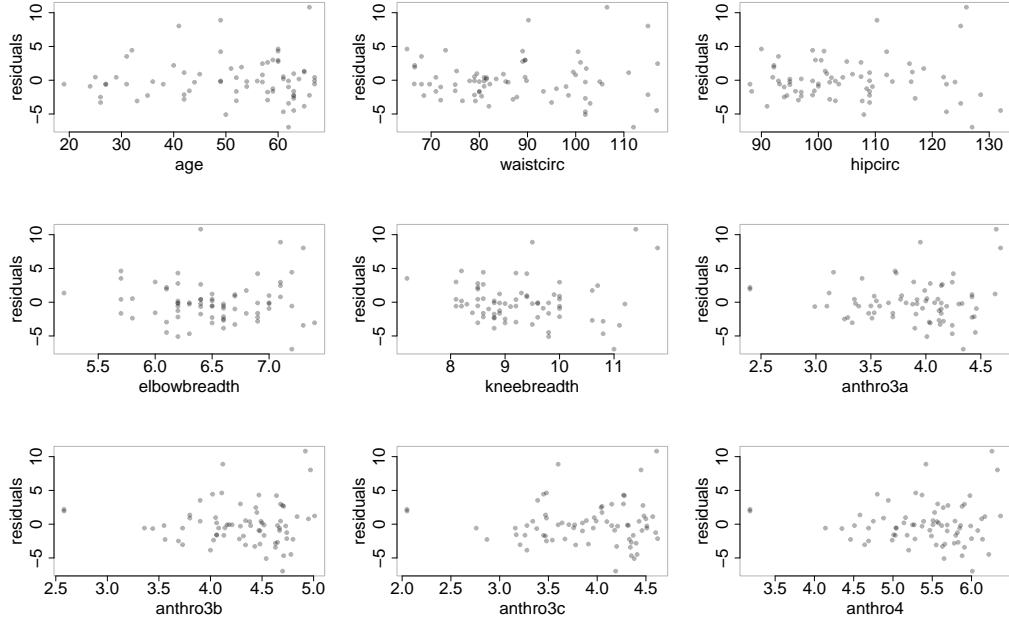 residuals
−5 0 5 10
20 30 40 50 60
age
residuals
−5 0 5 10
70 80 90 100 110
waistcirc
residuals
−5 0 5 10
90 100 110 120 130
hipcirc
residuals
−5 0 5 10
5.5 6.0 6.5 7.0
elbowbreadth
residuals
−5 0 5 10
8 9 10 11
kneebreadth
residuals
−5 0 5 10
2.5 3.0 3.5 4.0 4.5
anthro3a
residuals
−5 0 5 10
2.5 3.0 3.5 4.0 4.5 5.0
anthro3b
residuals
−5 0 5 10
2.0 2.5 3.0 3.5 4.0 4.5
anthro3c
residuals
−5 0 5 10
3.5 4.0 4.5 5.0 5.5 6.0
anthro4